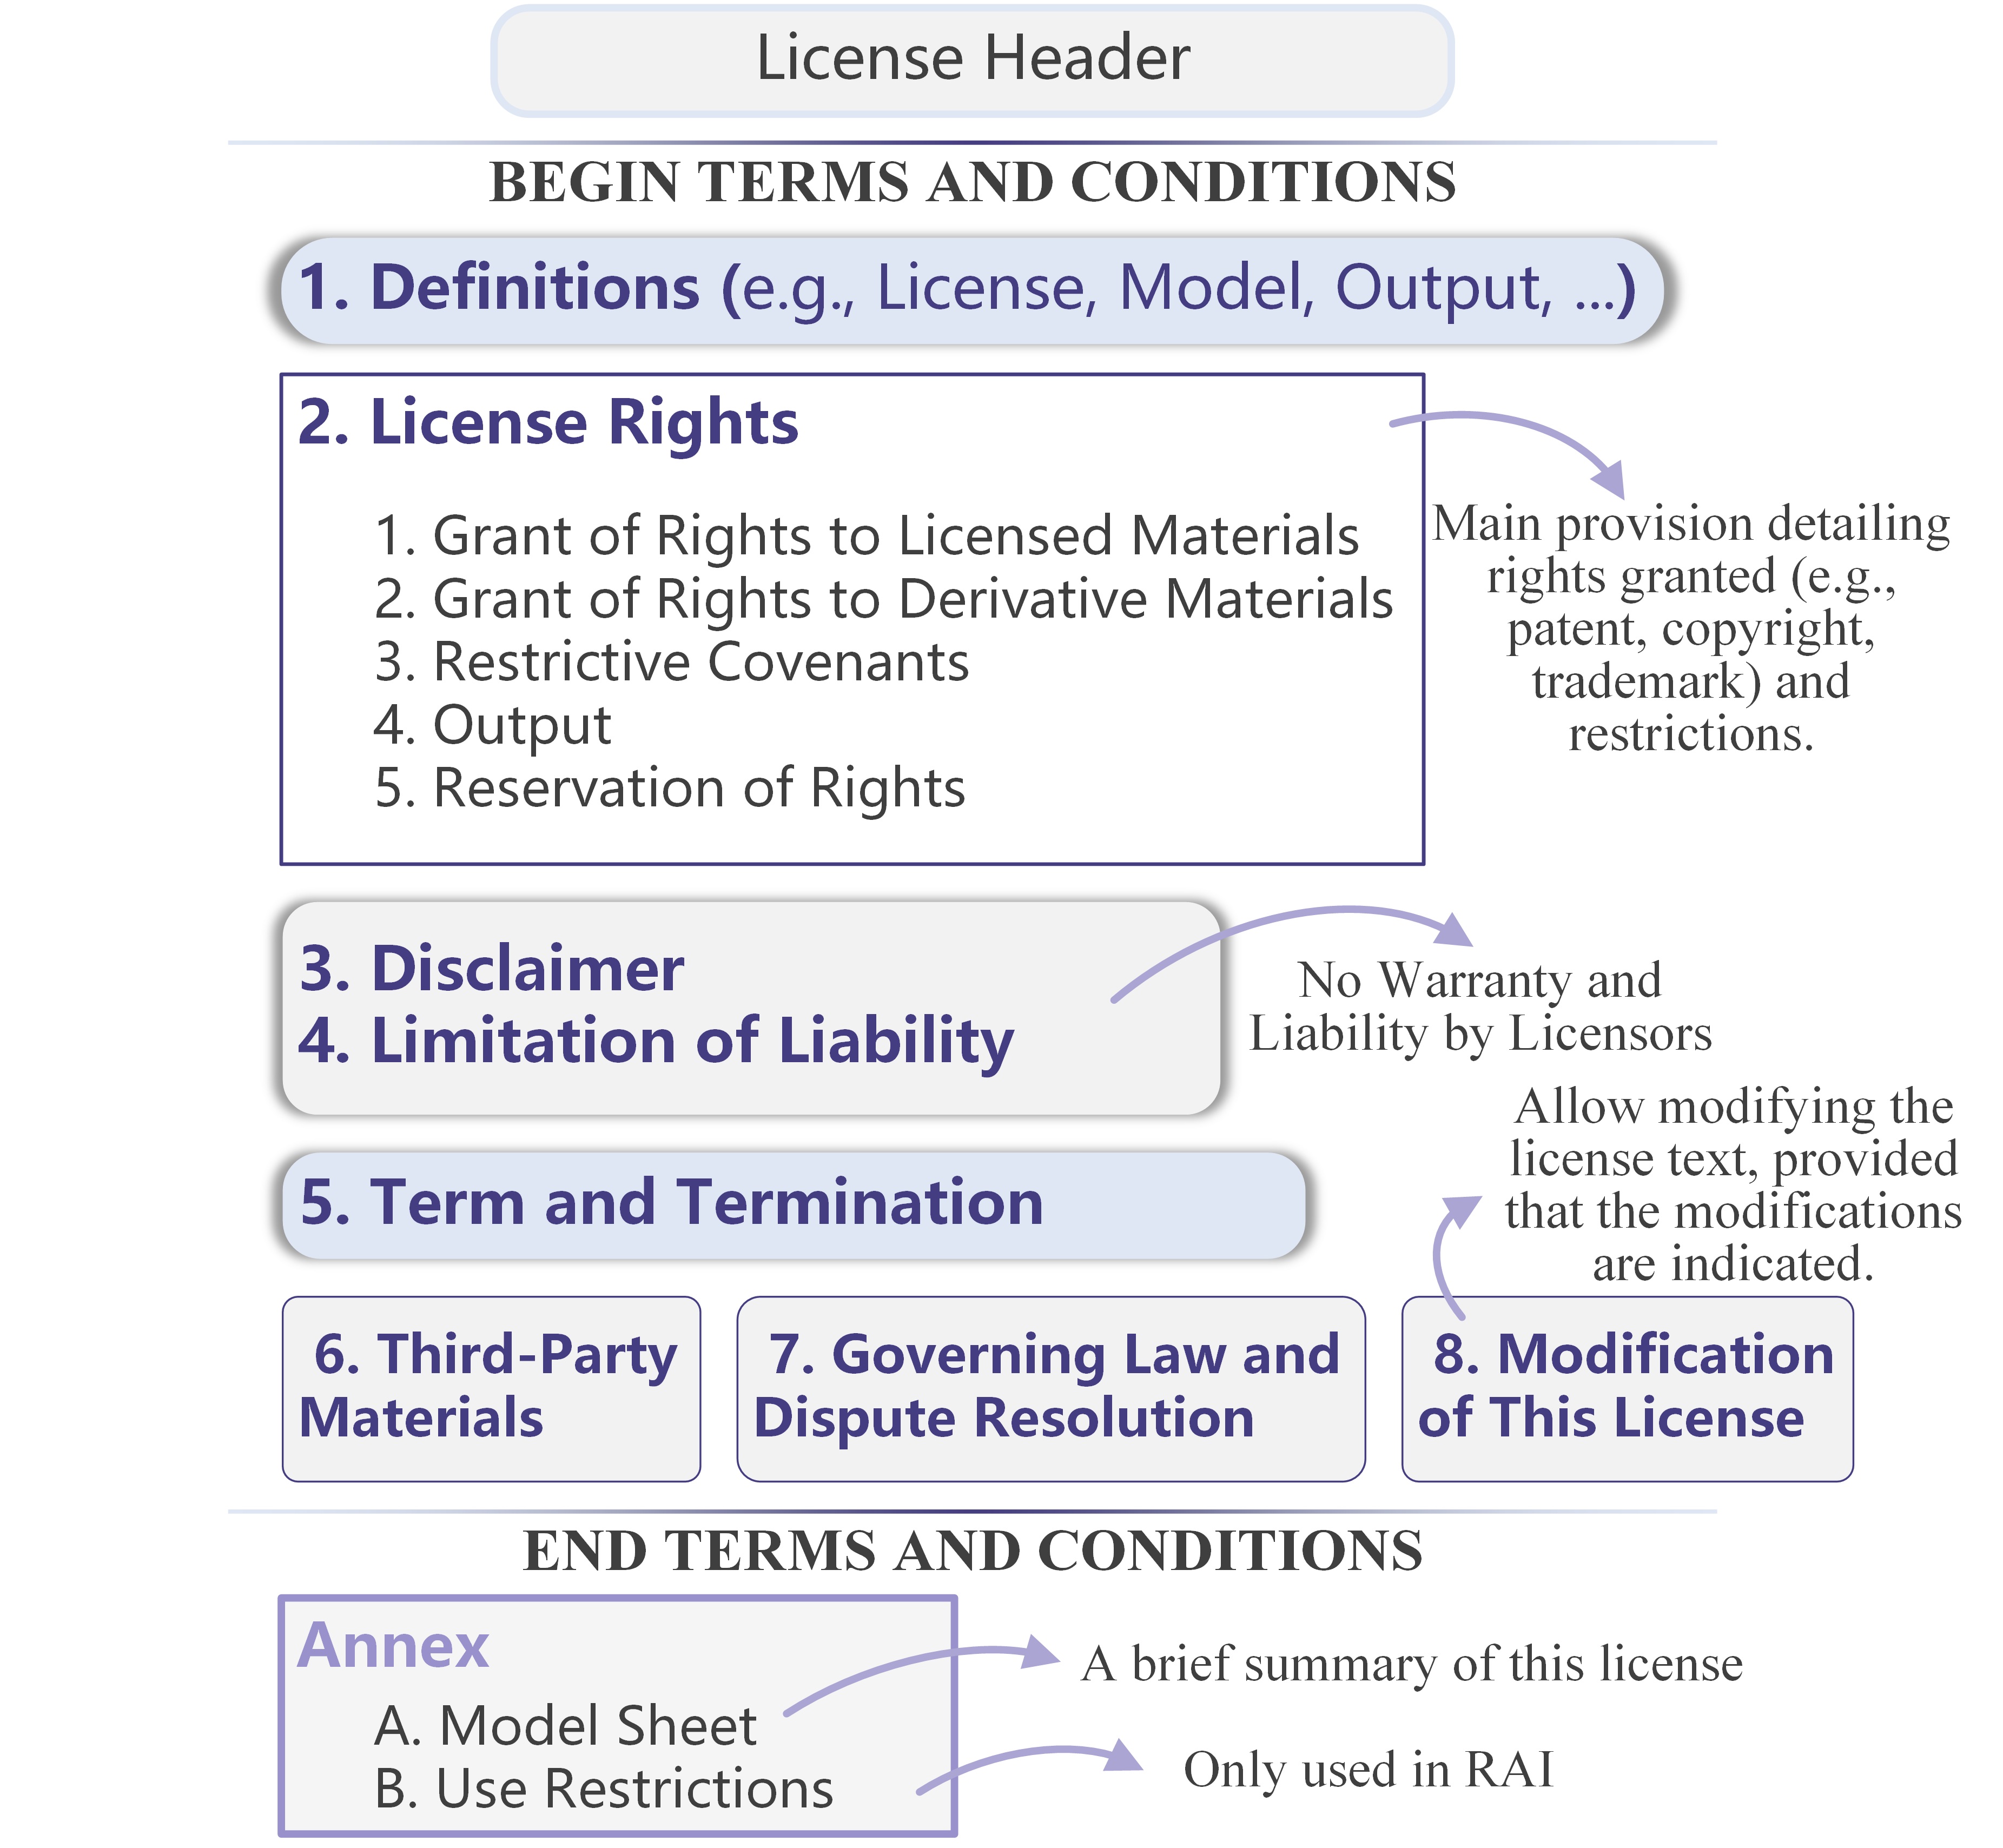 License Header
BEGIN TERMS AND CONDITIONS
1. Definitions (e.g., License, Model, Output, ...)
2. License Rights
1. Grant of Rights to Licensed Materials
2. Grant of Rights to Derivative Materials
3. Restrictive Covenants
4. Output
5. Reservation of Rights
Main provision detailing
rights granted (e.g.,
patent, copyright,
trademark) and
restrictions.
3. Disclaimer
4. Limitation of Liability
No Warranty and
Liability by Licensors
5. Term and Termination
Allow modifying the
license text, provided
that the modifications
are indicated.
6. Third-Party
Materials
7. Governing Law and
Dispute Resolution
8. Modification
of This License
END TERMS AND CONDITIONS
Annex
A. Model Sheet
B. Use Restrictions
A brief summary of this license
Only used in RAI